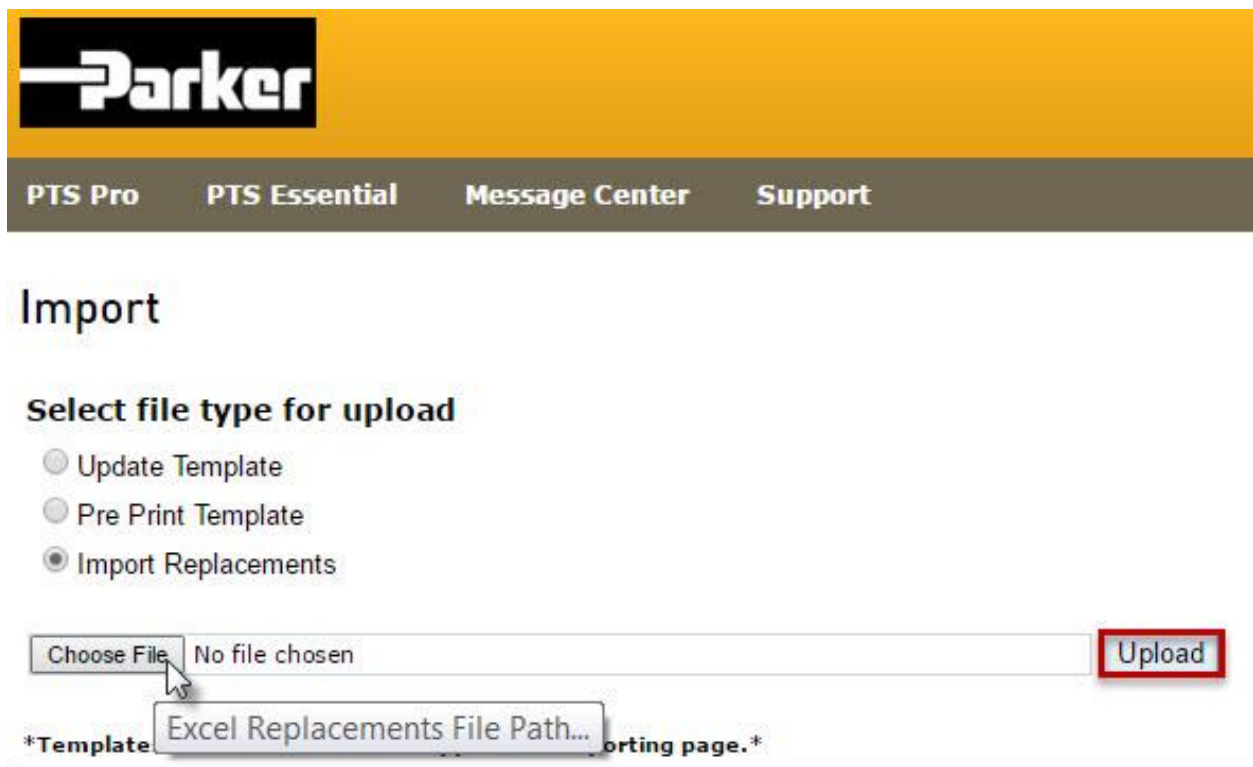 Parker
PTS Pro PTS Essential Message Center Support
Import
Select file type for upload
Update Template
Pre Print Template
Import Replacements
Choose File No file chosen Upload
Excel Replacements File Path...
*Template orting page.*